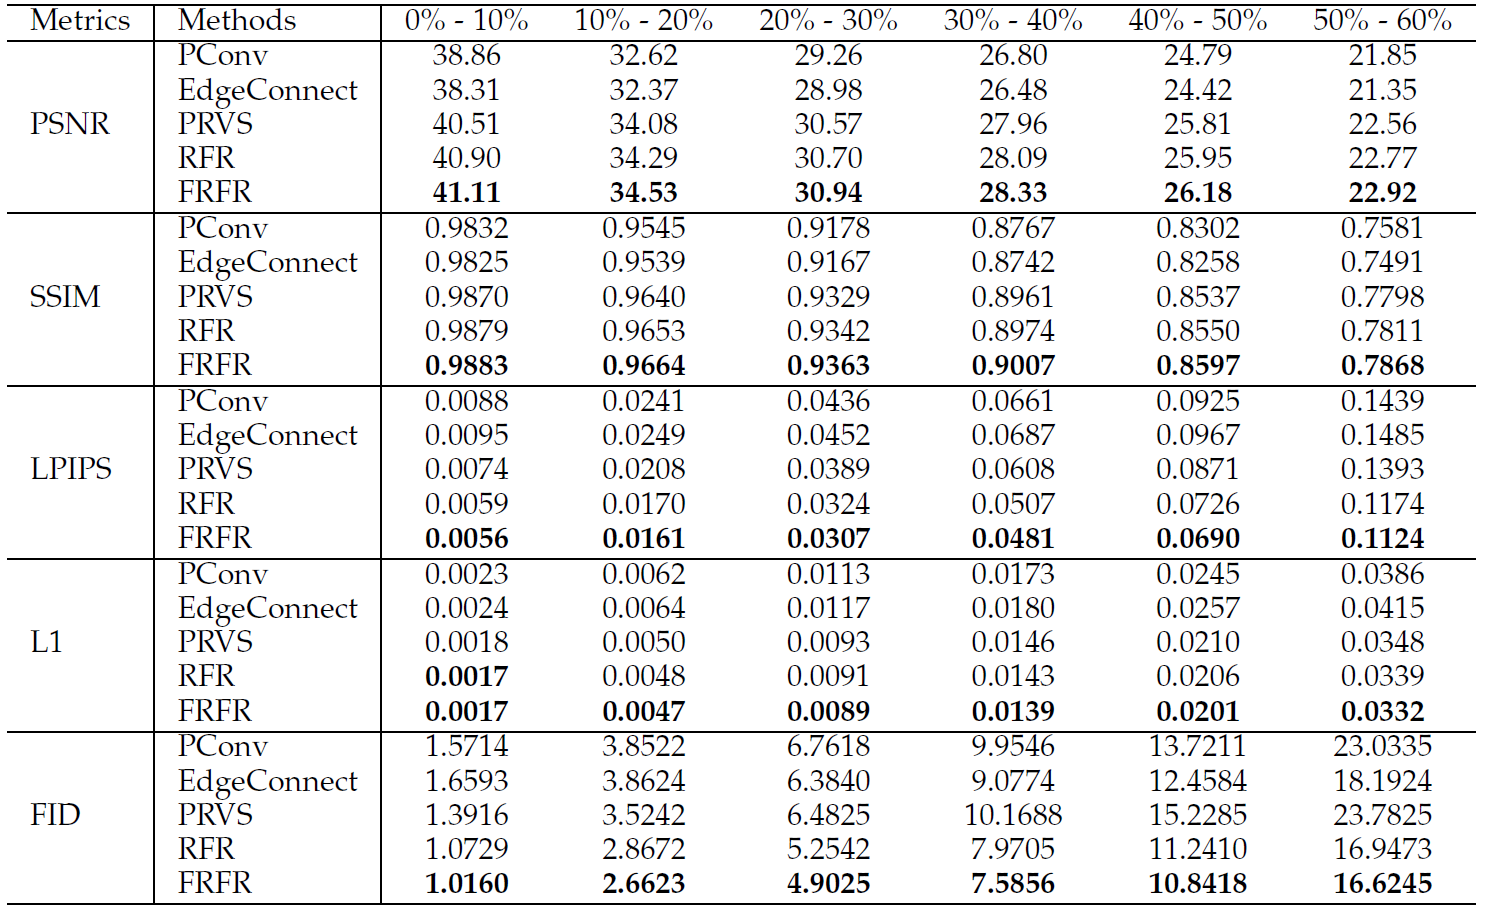 Metrics Methods 0% - 10% 10% - 20% 20% - 30% 30% - 40% 40% - 50% 50% - 60%
PConv 38.86 32.62 29.26 26.80 24.79 21.85
EdgeConnect 38.31 32.37 28.98 26.48 24.42 21.35
PSNR PRVS 40.51 34.08 30.57 27.96 25.81 22.56
RFR 40.90 34.29 30.70 28.09 25.95 22.77
FRFR 41.11 34.53 30.94 28.33 26.18 22.92
PConv 0.9832 0.9545 0.9178 0.8767 0.8302 0.7581
EdgeConnect 0.9825 0.9539 0.9167 0.8742 0.8258 0.7491
SSIM PRVS 0.9870 0.9640 0.9329 0.8961 0.8537 0.7798
RFR 0.9879 0.9653 0.9342 0.8974 0.8550 0.7811
FRFR 0.9883 0.9664 0.9363 0.9007 0.8597 0.7868
PConv 0.0088 0.0241 0.0436 0.0661 0.0925 0.1439
EdgeConnect 0.0095 0.0249 0.0452 0.0687 0.0967 0.1485
LPIPS PRVS 0.0074 0.0208 0.0389 0.0608 0.0871 0.1393
RFR 0.0059 0.0170 0.0324 0.0507 0.0726 0.1174
FRFR 0.0056 0.0161 0.0307 0.0481 0.0690 0.1124
PConv 0.0023 0.0062 0.0113 0.0173 0.0245 0.0386
EdgeConnect 0.0024 0.0064 0.0117 0.0180 0.0257 0.0415
L1 PRVS 0.0018 0.0050 0.0093 0.0146 0.0210 0.0348
RFR 0.0017 0.0048 0.0091 0.0143 0.0206 0.0339
FRFR 0.0017 0.0047 0.0089 0.0139 0.0201 0.0332
PConv 1.5714 3.8522 6.7618 9.9546 13.7211 23.0335
EdgeConnect 1.6593 3.8624 6.3840 9.0774 12.4584 18.1924
FID PRVS 1.3916 3.5242 6.4825 10.1688 15.2285 23.7825
RFR 1.0729 2.8672 5.2542 7.9705 11.2410 16.9473
FRFR 1.0160 2.6623 4.9025 7.5856 10.8418 16.6245